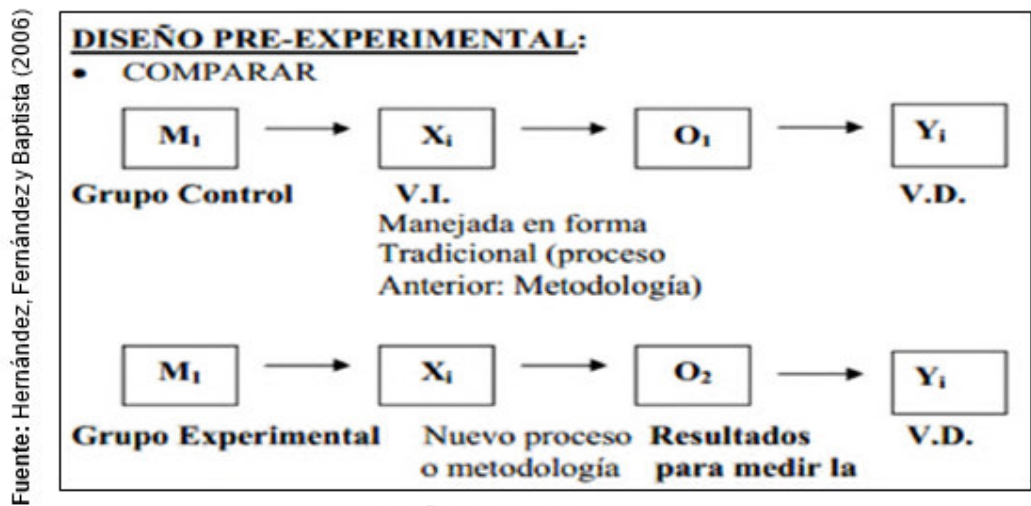 Fuente: Hernández, Fernández y Baptista (2006)
DISEÑO PRE-EXPERIMENTAL:
• COMPARAR
M₁ Xᵢ O₁ Yᵢ
Grupo Control V.I. V.D.
Manejada en forma
Tradicional (proceso
Anterior: Metodología)
M₁ Xᵢ O₂ Yᵢ
Grupo Experimental Nuevo proceso Resultados V.D.
o metodología para medir la